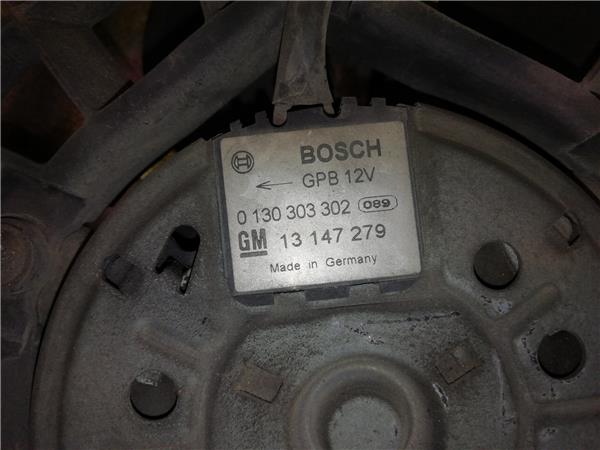 BOSCH
← GPB 12V
0 130 303 302 089
GM 13 147 279
Made in Germany